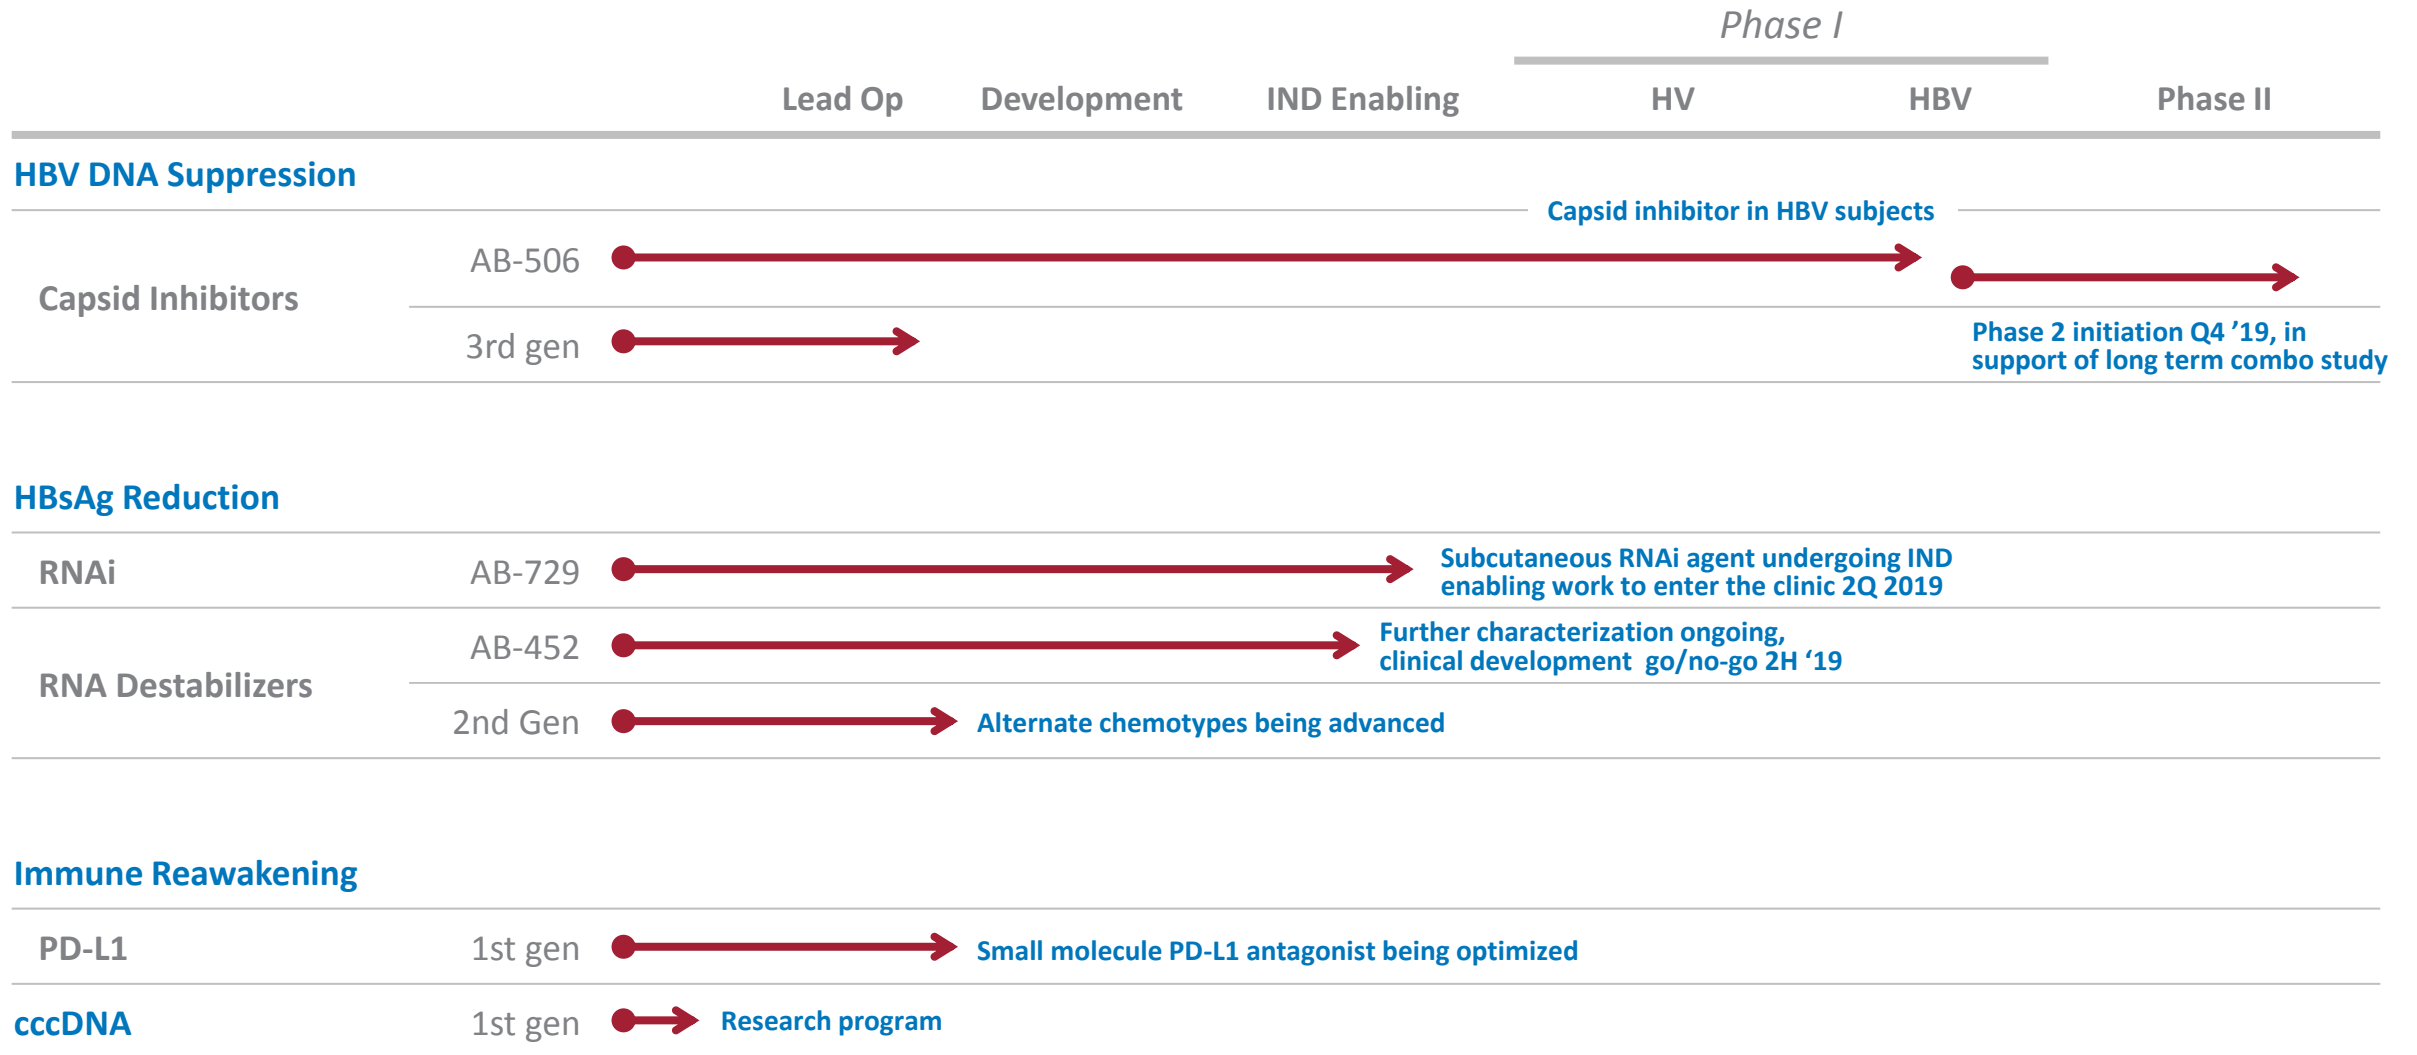 Phase I
Lead Op Development IND Enabling HV HBV Phase II
HBV DNA Suppression
Capsid inhibitor in HBV subjects
Capsid Inhibitors
AB-506
3rd gen
Phase 2 initiation Q4 ’19, in
support of long term combo study
HBsAg Reduction
RNAi
AB-729
Subcutaneous RNAi agent undergoing IND
enabling work to enter the clinic 2Q 2019
RNA Destabilizers
AB-452
Further characterization ongoing,
clinical development  go/no-go 2H ‘19
2nd Gen
Alternate chemotypes being advanced
Immune Reawakening
PD-L1
1st gen
Small molecule PD-L1 antagonist being optimized
cccDNA
1st gen
Research program